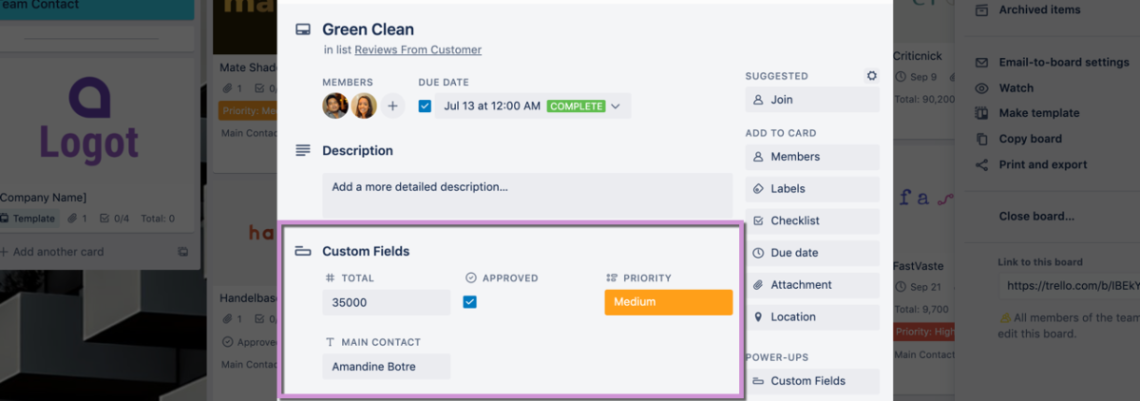 eam Contact
Logot
Company Name]
Template 1 0/4 Total: 0
+ Add another card
ma
Mate Shad
1 0/
Priority: Me
Main Contac
ha
Handelbas
1 0/
Approve
Main Contac
Green Clean
in list Reviews From Customer
MEMBERS DUE DATE
+ Jul 13 at 12:00 AM COMPLETE
Description
Add a more detailed description...
Custom Fields
# TOTAL APPROVED PRIORITY
35000 Medium
T MAIN CONTACT
Amandine Botre
SUGGESTED
Join
ADD TO CARD
Members
Labels
Checklist
Due date
Attachment
Location
POWER-UPS
Custom Fields
Criticnick
Sep 9
Total: 90,200
fa
FastVaste
Sep 21
Total: 9,700
Priority: High
Main Contact
Archived items
Email-to-board settings
Watch
Make template
Copy board
Print and export
Close board...
Link to this board
https://trello.com/b/IBEkY
All members of the team
edit this board.